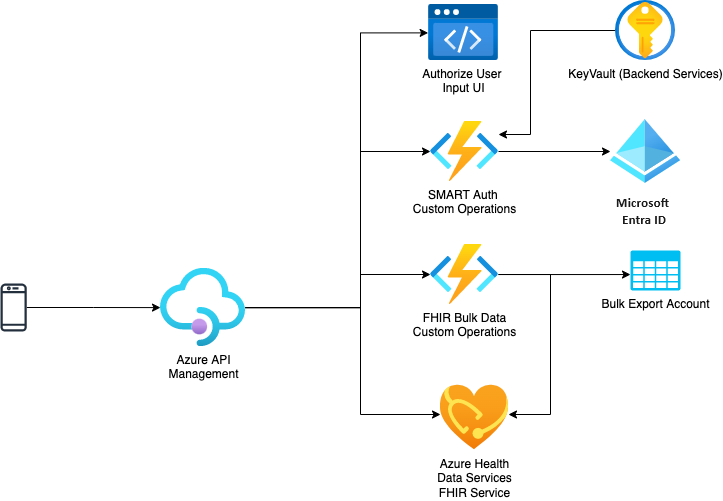 Authorize User
Input UI
KeyVault (Backend Services)
SMART Auth
Custom Operations
Microsoft
Entra ID
FHIR Bulk Data
Custom Operations
Bulk Export Account
Azure API
Management
Azure Health
Data Services
FHIR Service